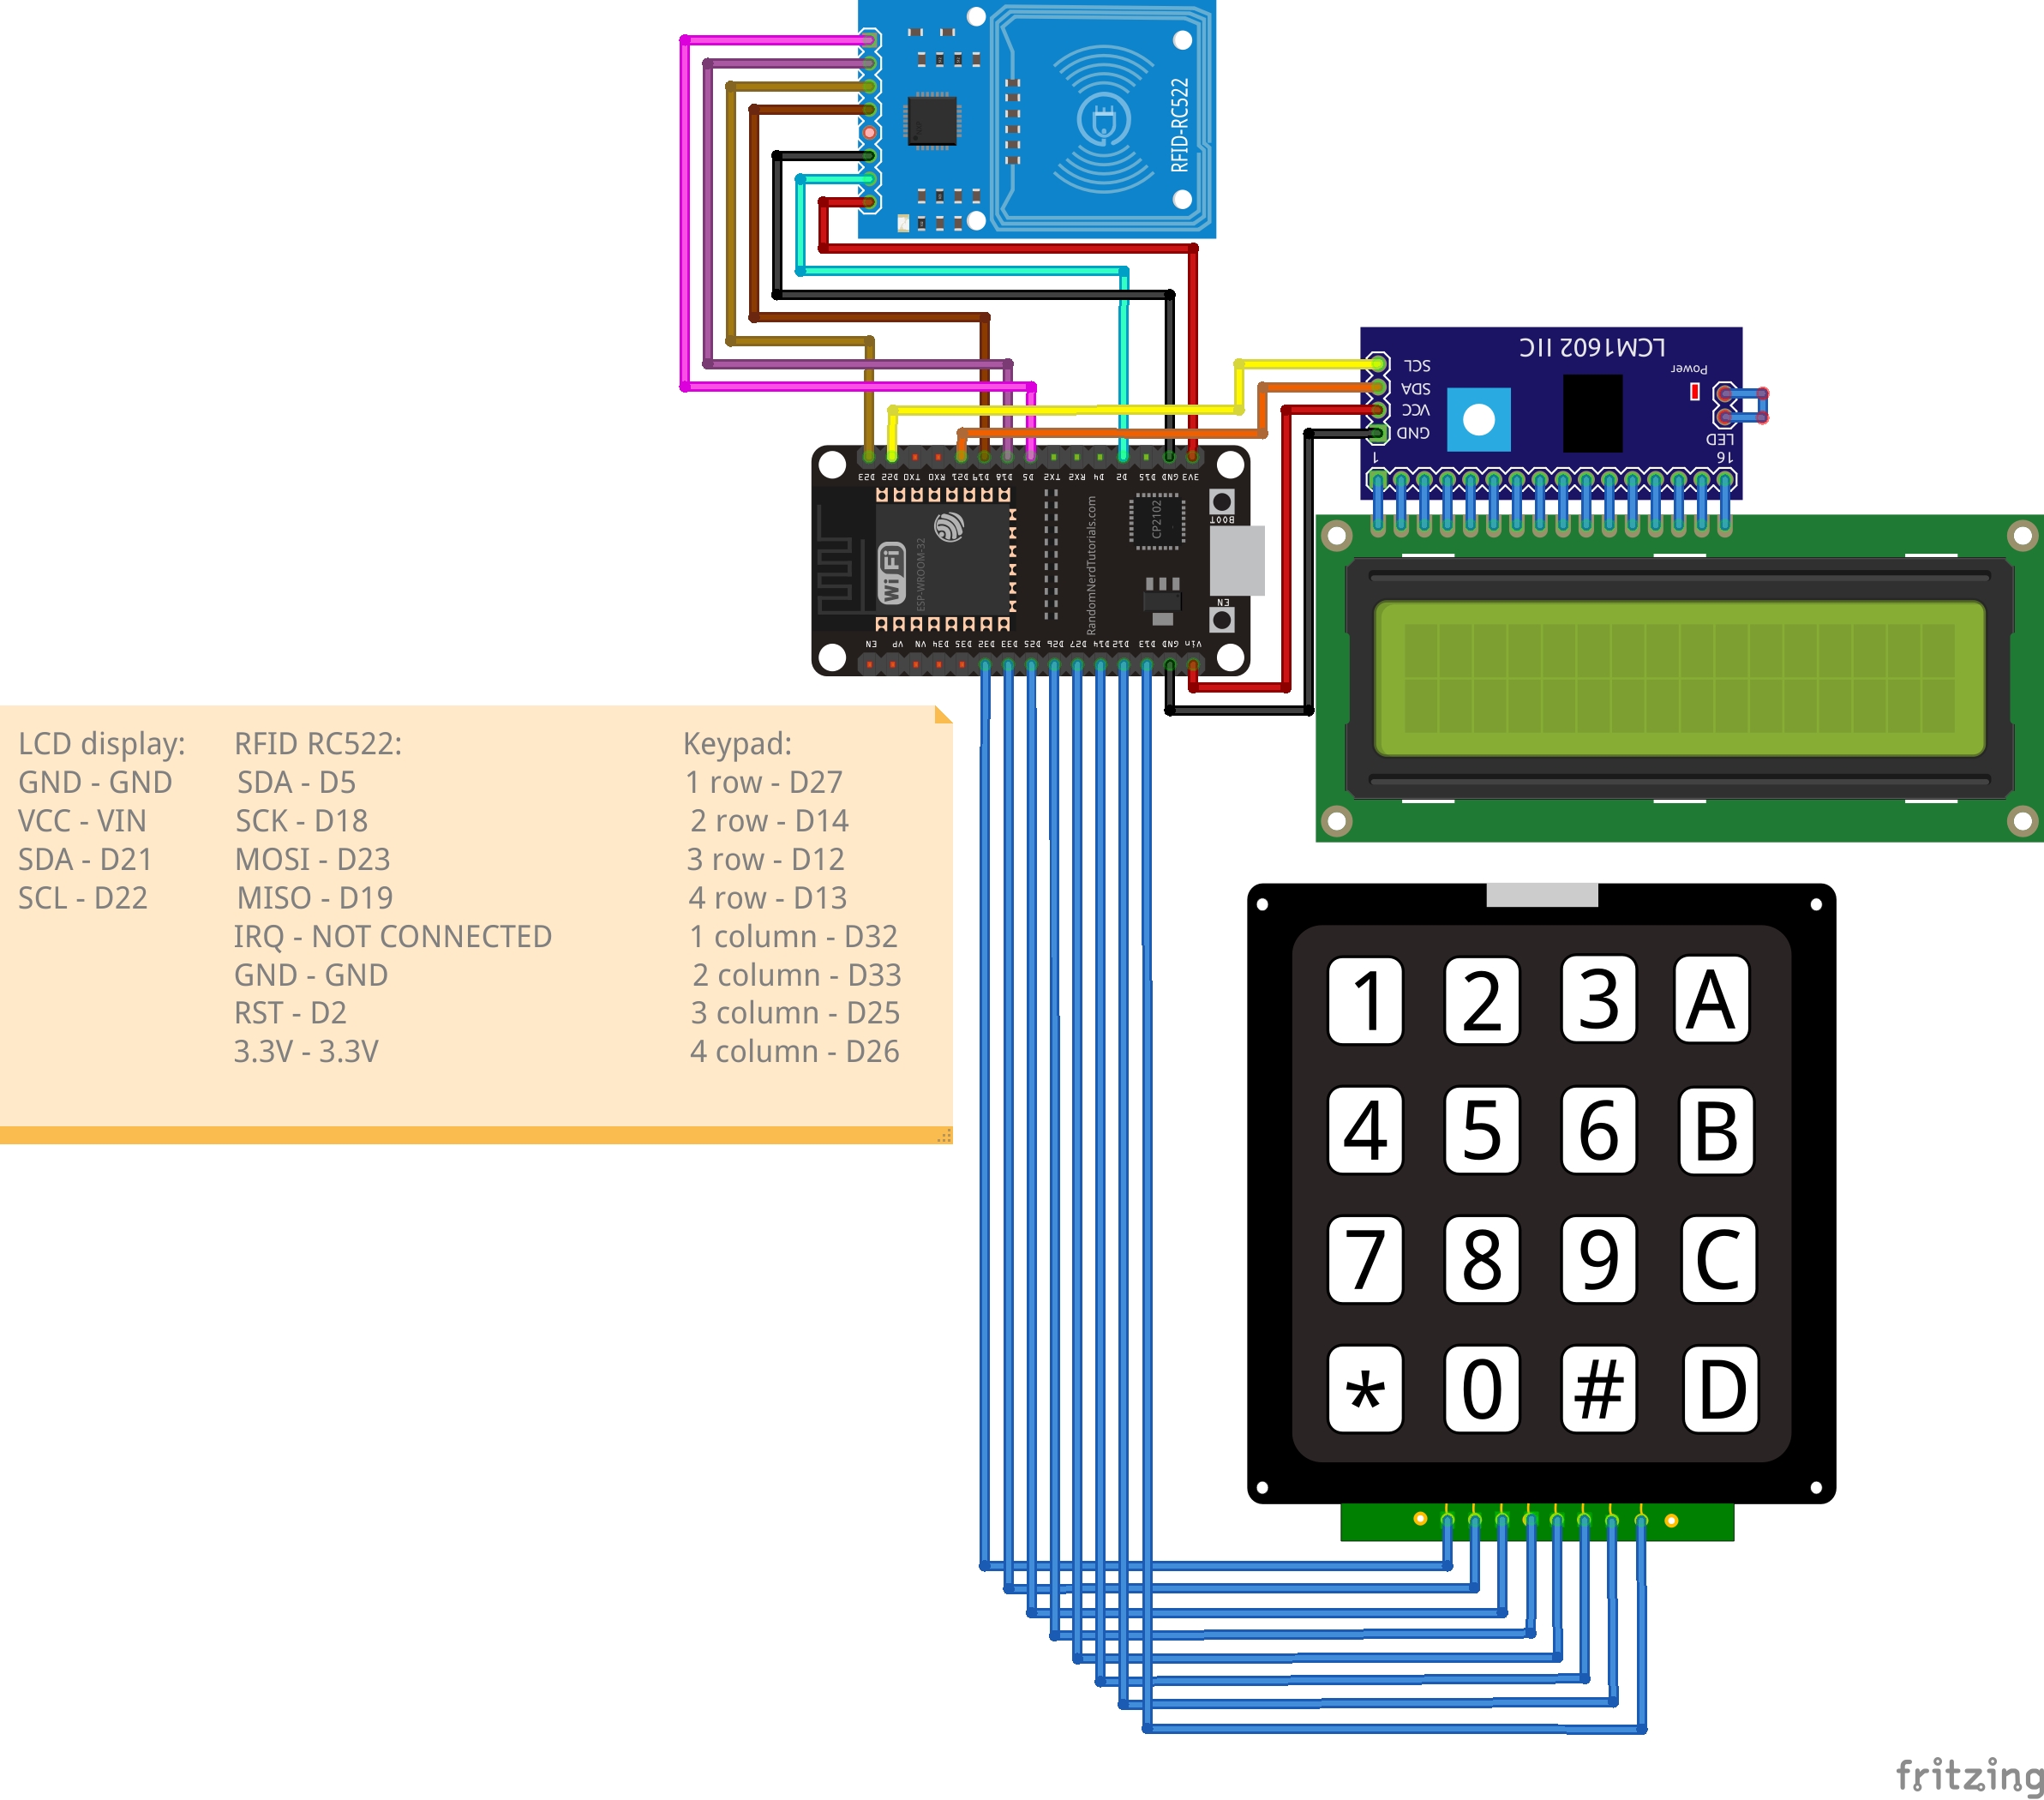 RFID-RC522
LCM1602 IIC
Power
SCL
SDA
VCC
GND
LED
1
16
D23 D22 TX0 RX0 D21 D19 D18 D5 TX2 RX2 D4 D2 D15 GND 3V3
BOOT
CP2102
WiFi
ESP-WROOM-32
RandomNerdTutorials.com
EN
EN VP VN D34 D35 D32 D33 D25 D26 D27 D14 D12 D13 GND Vin
LCD display:
GND - GND
VCC - VIN
SDA - D21
SCL - D22
RFID RC522:
SDA - D5
SCK - D18
MOSI - D23
MISO - D19
IRQ - NOT CONNECTED
GND - GND
RST - D2
3.3V - 3.3V
Keypad:
1 row - D27
2 row - D14
3 row - D12
4 row - D13
1 column - D32
2 column - D33
3 column - D25
4 column - D26
1 2 3 A
4 5 6 B
7 8 9 C
* 0 # D
fritzing